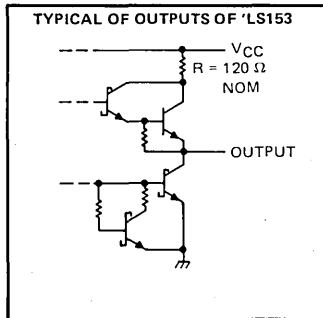 TYPICAL OF OUTPUTS OF 'LS153
VCC
R = 120 Ω
NOM
OUTPUT